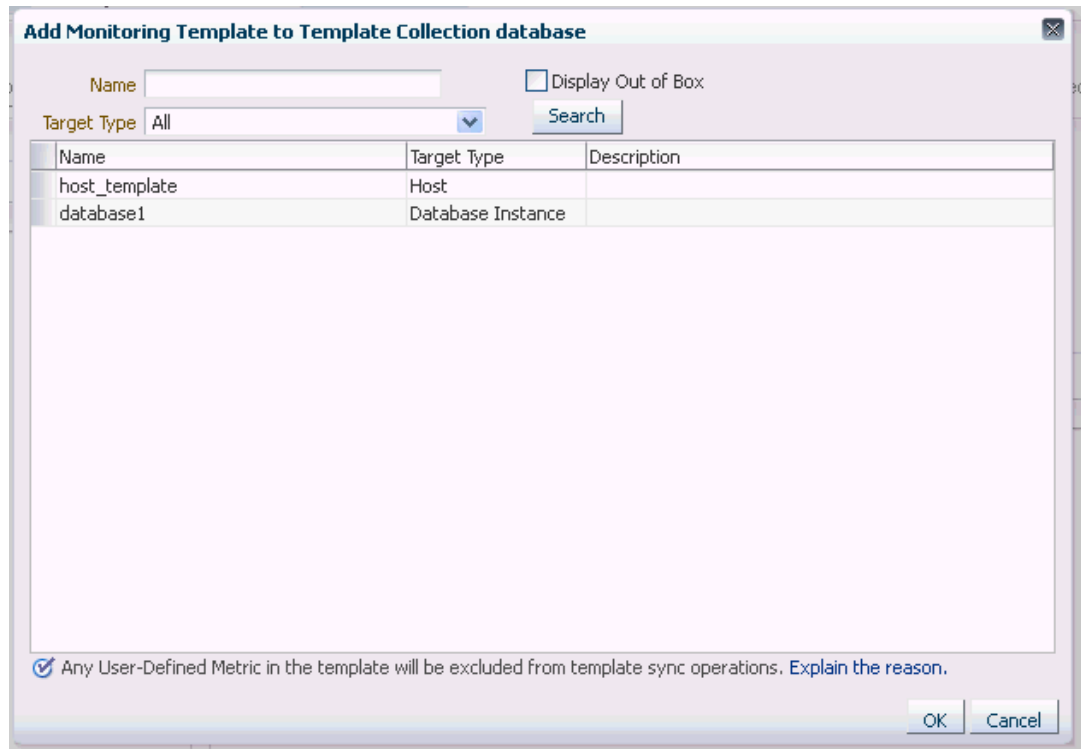 Add Monitoring Template to Template Collection database
Name
Display Out of Box
Target Type All
Search
Name Target Type Description
host_template Host
database1 Database Instance
Any User-Defined Metric in the template will be excluded from template sync operations. Explain the reason.
OK Cancel